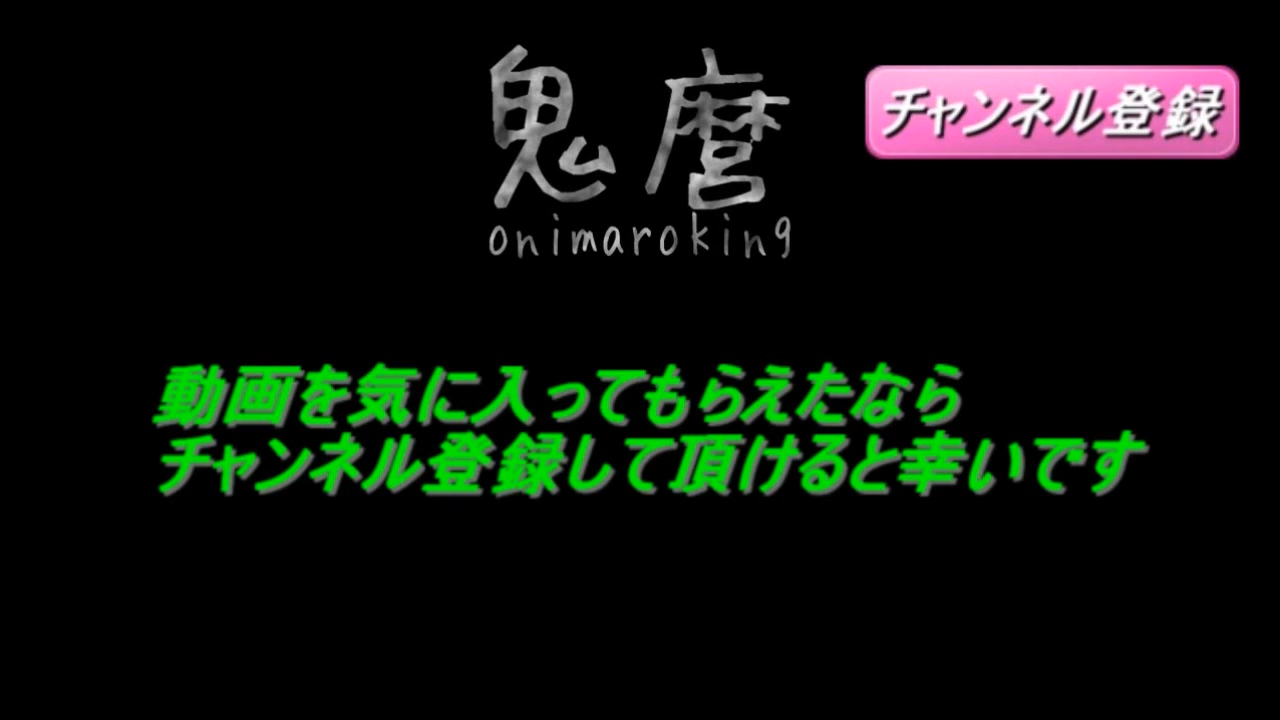 鬼麿
onimaroking
チャンネル登録
動画を気に入ってもらえたなら
チャンネル登録して頂けると幸いです